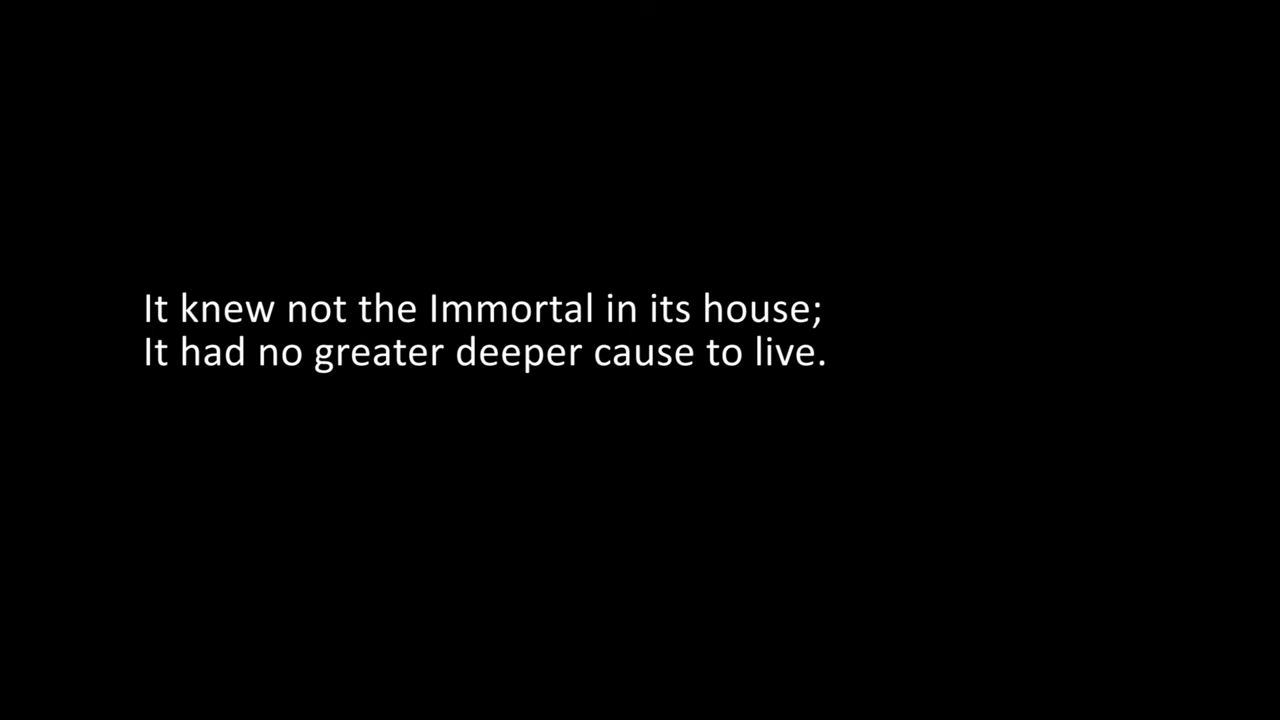 It knew not the Immortal in its house;
It had no greater deeper cause to live.